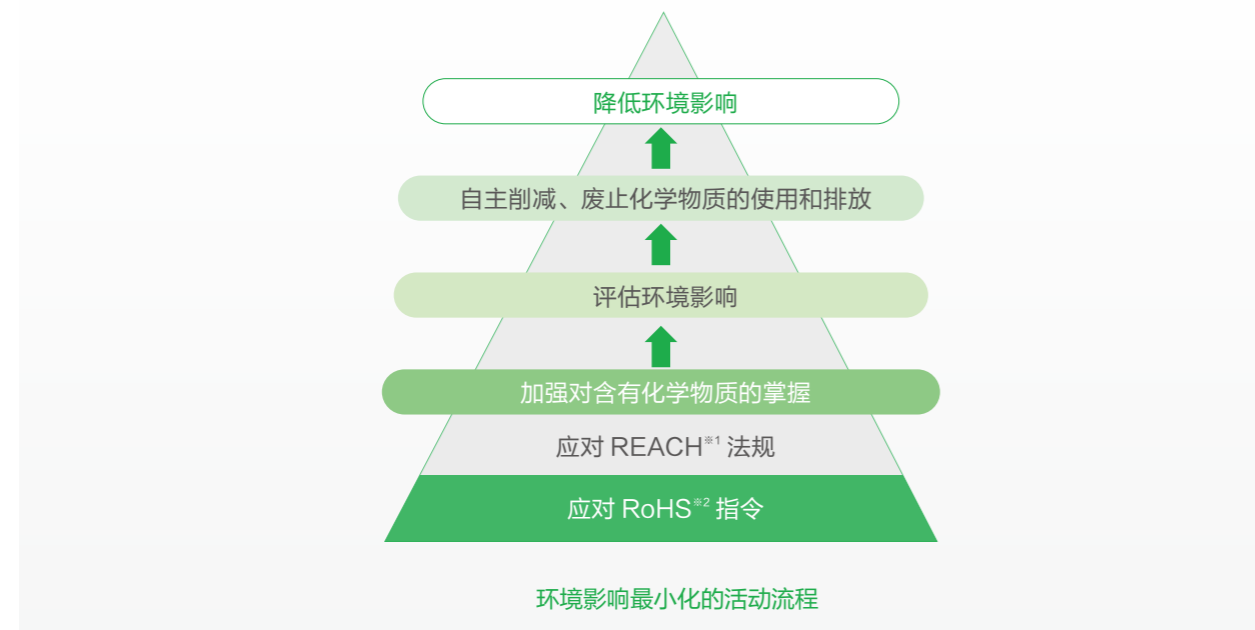 降低环境影响
自主削减、废止化学物质的使用和排放
评估环境影响
加强对含有化学物质的掌握
应对 REACH※1 法规
应对 RoHS※2 指令
环境影响最小化的活动流程